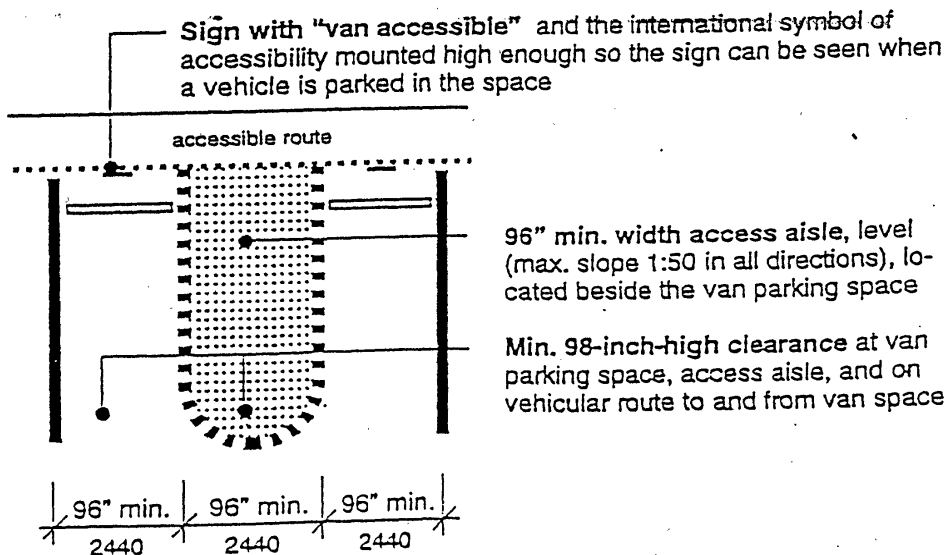 Sign with "van accessible" and the international symbol of
accessibility mounted high enough so the sign can be seen when
a vehicle is parked in the space
accessible route
96" min. width access aisle, level
(max. slope 1:50 in all directions), lo-
cated beside the van parking space
Min. 98-inch-high clearance at van
parking space, access aisle, and on
vehicular route to and from van space
96" min. 96" min. 96" min.
2440 2440 2440